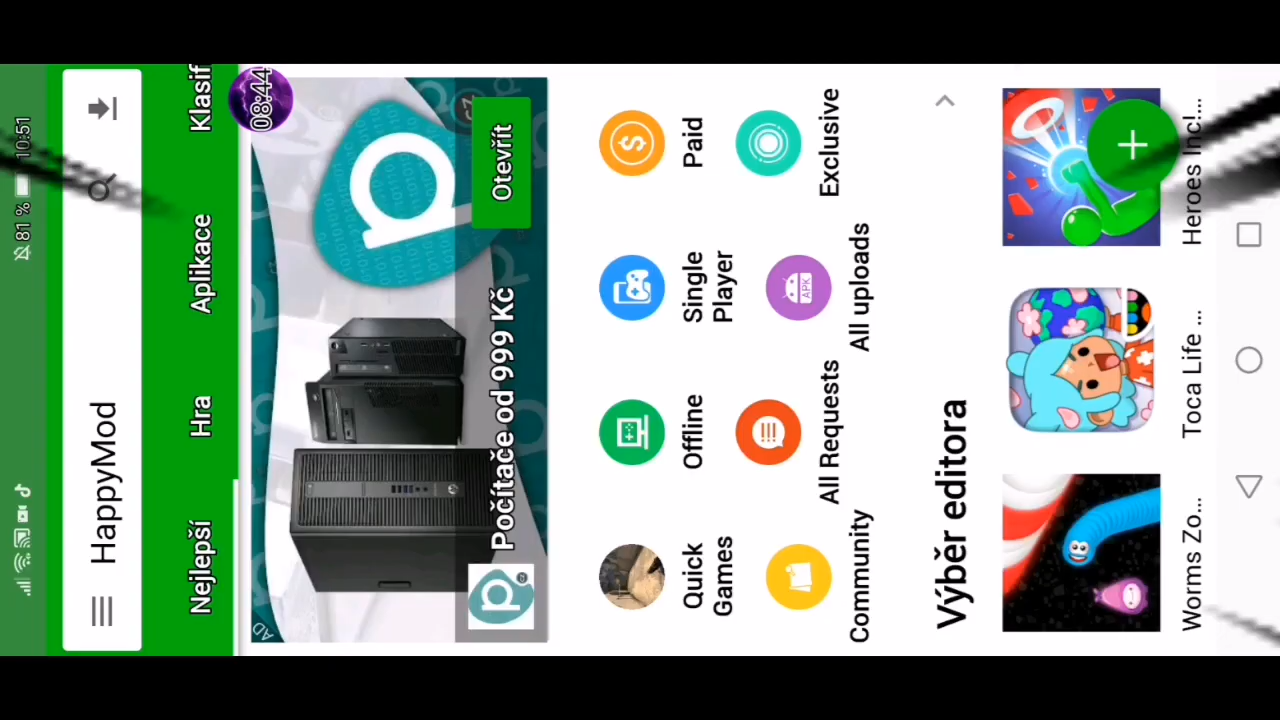 81 %
10:51
HappyMod
Nejlepší
Hra
Aplikace
Klasif
08:44
AD
Počítače od 999 Kč
Otevřít
Quick
Games
Offline
Single
Player
Paid
Community
All Requests
APK
All uploads
Exclusive
Výběr editora
Worms Zo...
Toca Life ...
Heroes Inc!...